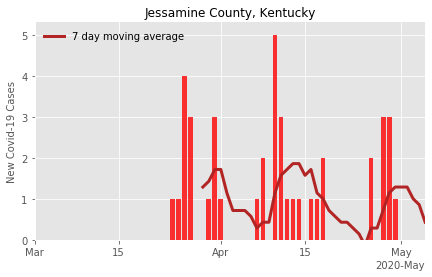 Jessamine County, Kentucky
7 day moving average
New Covid-19 Cases
5
4
3
2
1
0
Mar 15 Apr 15 May
2020-May